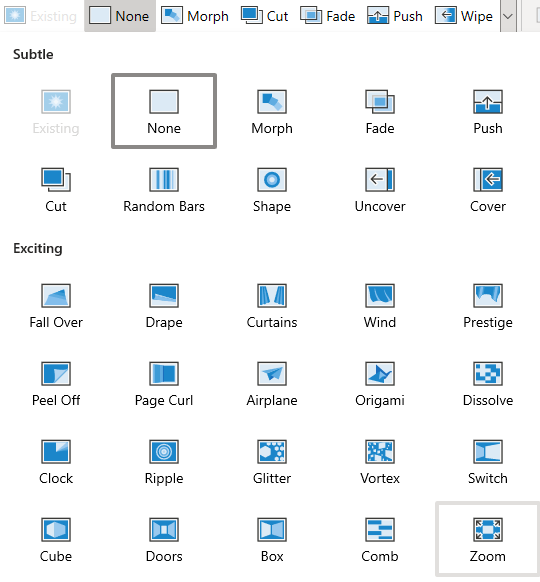 Existing None Morph Cut Fade Push Wipe
Subtle
Existing None Morph Fade Push
Cut Random Bars Shape Uncover Cover
Exciting
Fall Over Drape Curtains Wind Prestige
Peel Off Page Curl Airplane Origami Dissolve
Clock Ripple Glitter Vortex Switch
Cube Doors Box Comb Zoom